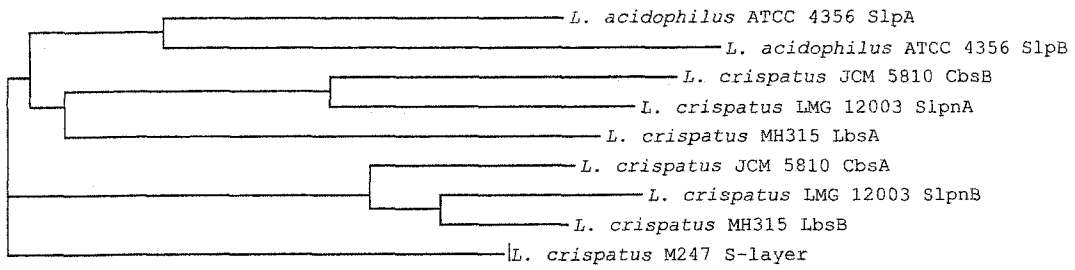 L. acidophilus ATCC 4356 SlpA
L. acidophilus ATCC 4356 SlpB
L. crispatus JCM 5810 CbsB
L. crispatus LMG 12003 SlpnA
L. crispatus MH315 LbsA
L. crispatus JCM 5810 CbsA
L. crispatus LMG 12003 SlpnB
L. crispatus MH315 LbsB
L. crispatus M247 S-layer